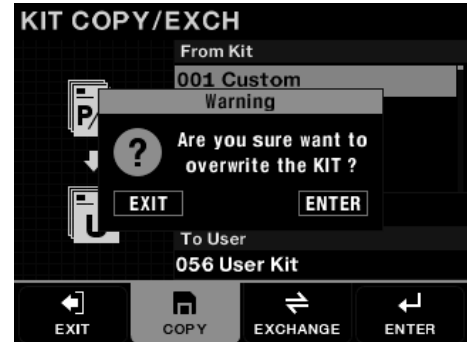 KIT COPY/EXCH
From Kit
001 Custom
P/
Warning
?
Are you sure want to
overwrite the KIT ?
EXIT
ENTER
U
To User
056 User Kit
EXIT
COPY
EXCHANGE
ENTER